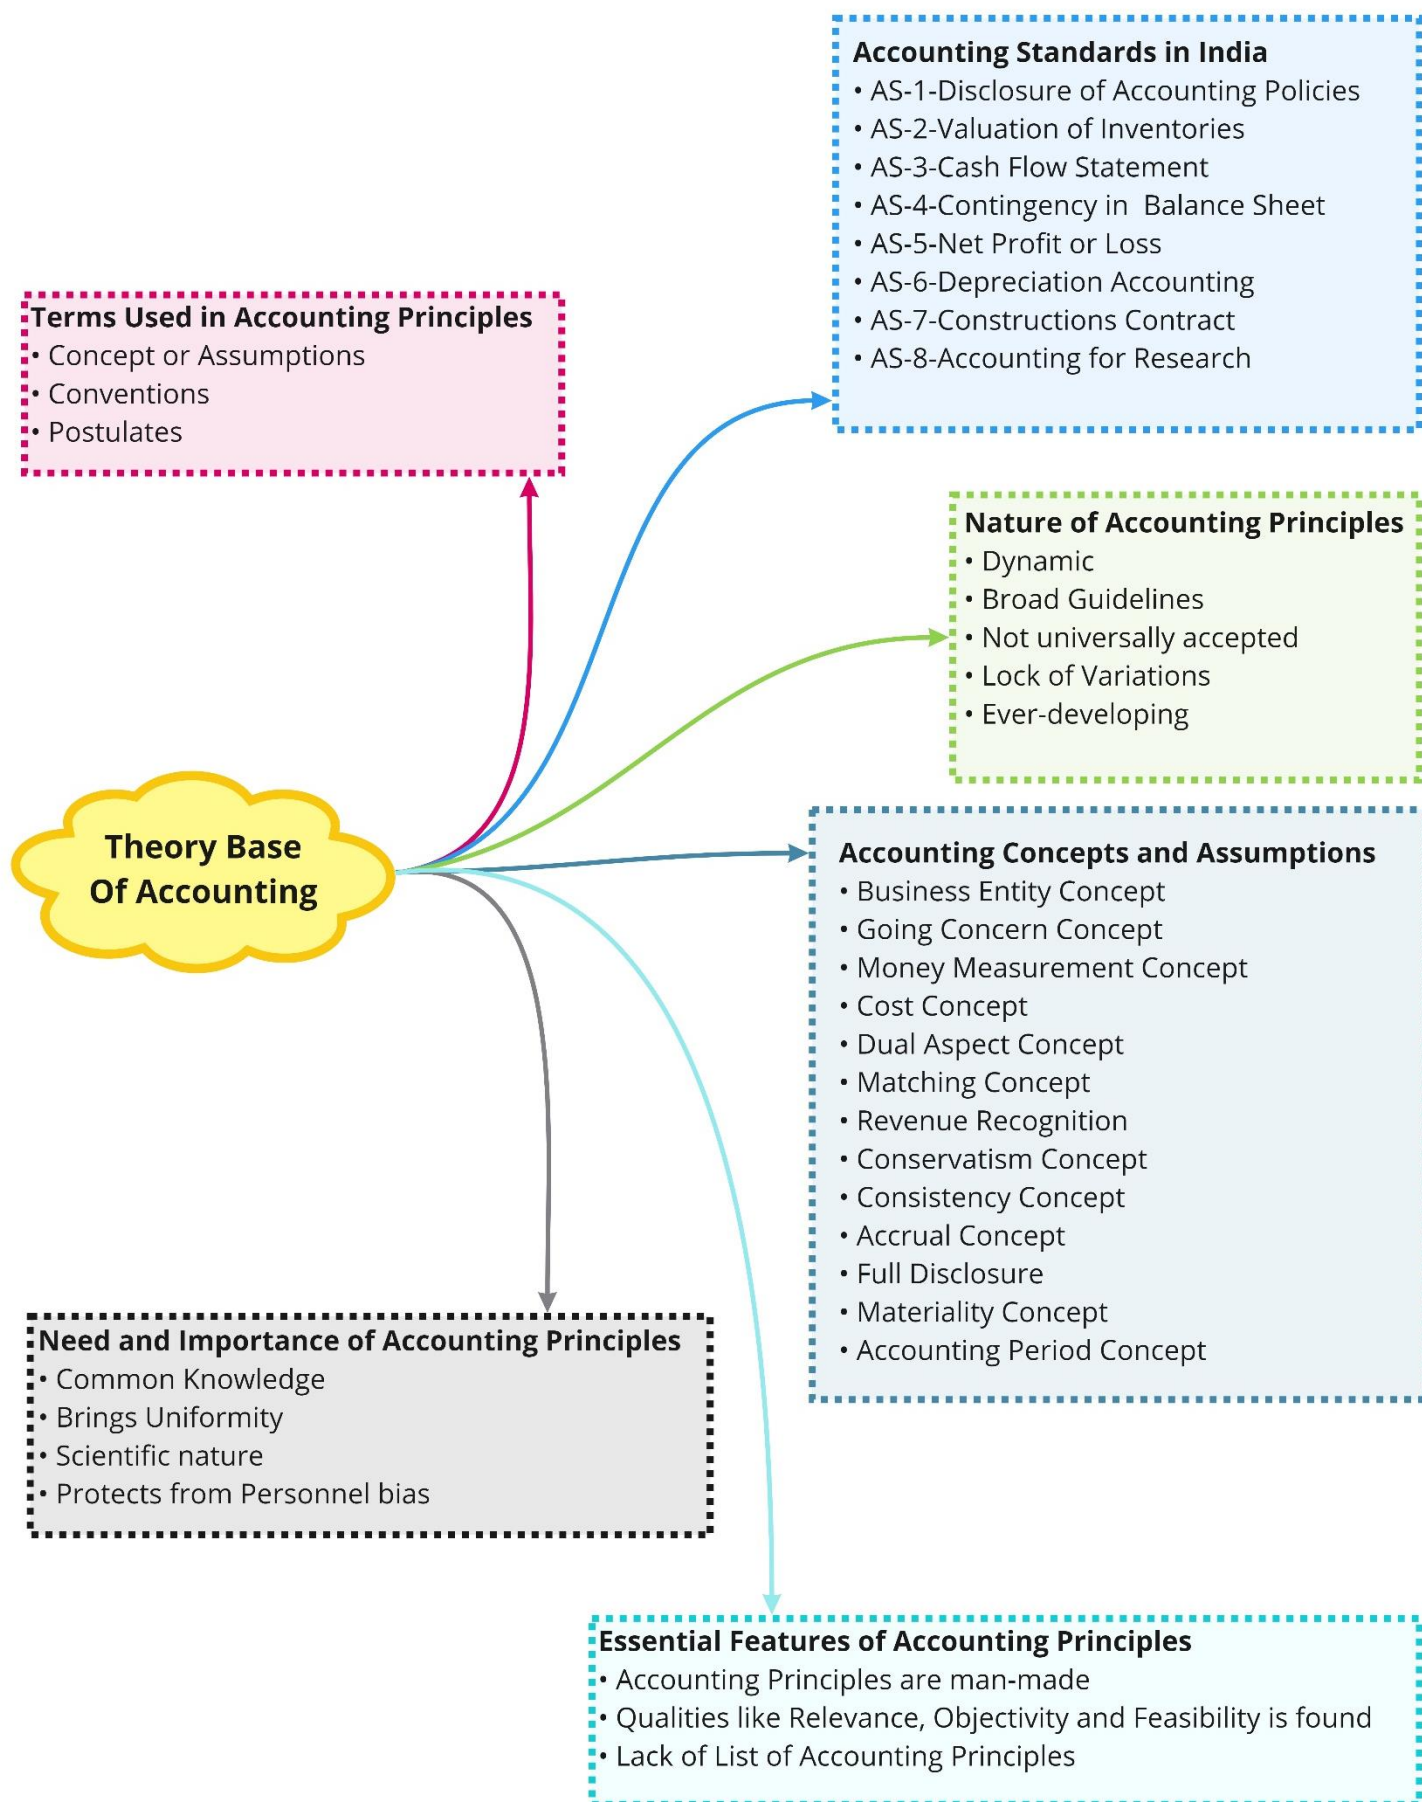 Accounting Standards in India
• AS-1-Disclosure of Accounting Policies
• AS-2-Valuation of Inventories
• AS-3-Cash Flow Statement
• AS-4-Contingency in  Balance Sheet
• AS-5-Net Profit or Loss
• AS-6-Depreciation Accounting
• AS-7-Constructions Contract
• AS-8-Accounting for Research
Terms Used in Accounting Principles
• Concept or Assumptions
• Conventions
• Postulates
Nature of Accounting Principles
• Dynamic
• Broad Guidelines
• Not universally accepted
• Lock of Variations
• Ever-developing
Theory Base
Of Accounting
Accounting Concepts and Assumptions
• Business Entity Concept
• Going Concern Concept
• Money Measurement Concept
• Cost Concept
• Dual Aspect Concept
• Matching Concept
• Revenue Recognition
• Conservatism Concept
• Consistency Concept
• Accrual Concept
• Full Disclosure
• Materiality Concept
• Accounting Period Concept
Need and Importance of Accounting Principles
• Common Knowledge
• Brings Uniformity
• Scientific nature
• Protects from Personnel bias
Essential Features of Accounting Principles
• Accounting Principles are man-made
• Qualities like Relevance, Objectivity and Feasibility is found
• Lack of List of Accounting Principles